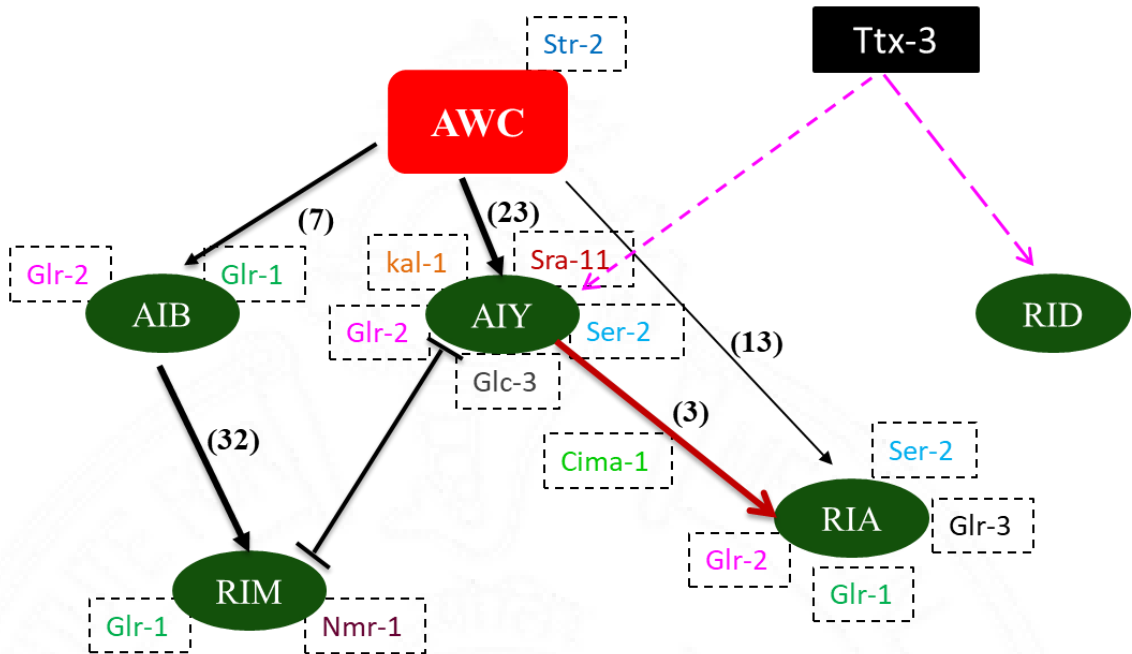 Str-2
Ttx-3
AWC
(7)
(23)
Glr-2
Glr-1
kal-1
Sra-11
AIB
AIY
RID
Glr-2
Ser-2
(13)
Glc-3
(32)
(3)
Cima-1
Ser-2
RIA
Glr-3
Glr-2
RIM
Glr-1
Glr-1
Nmr-1